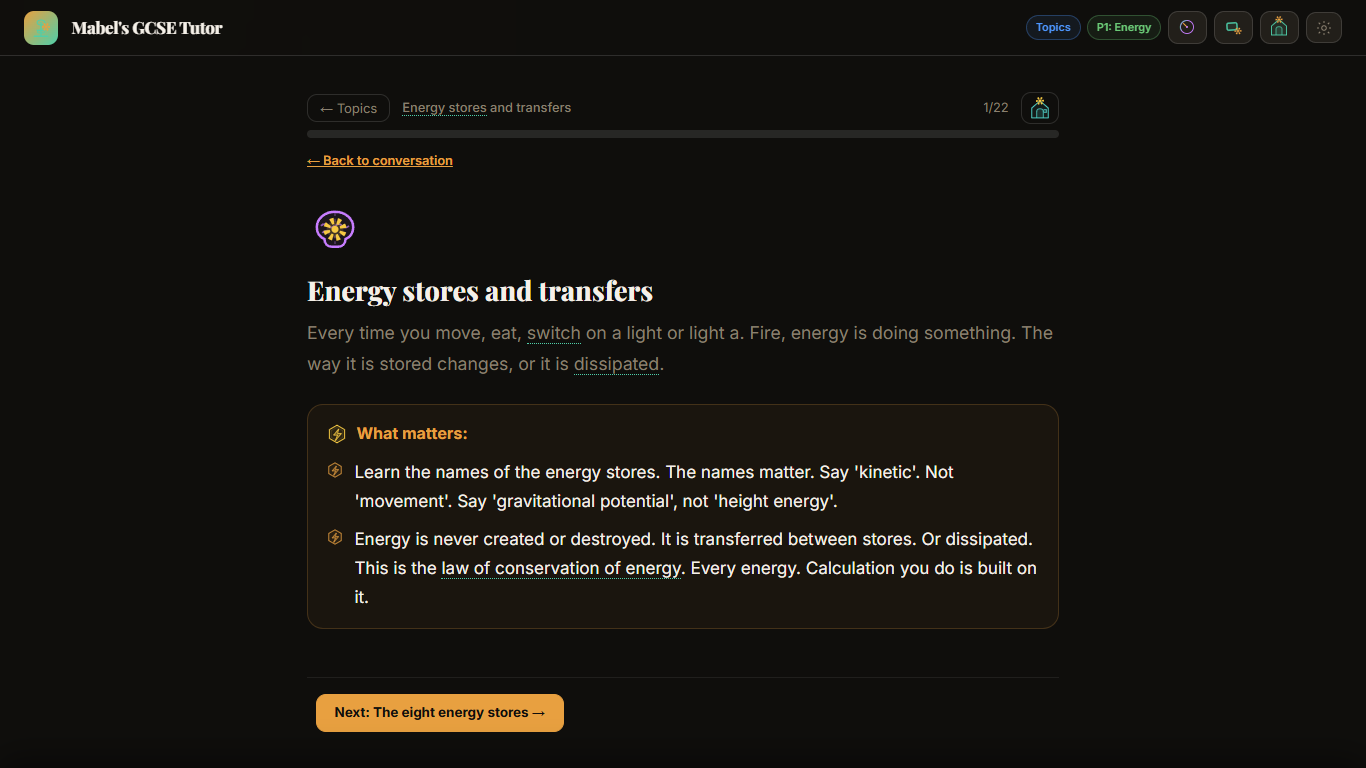 Mabel's GCSE Tutor
Topics
P1: Energy
← Topics
Energy stores and transfers
1/22
← Back to conversation
Energy stores and transfers
Every time you move, eat, switch on a light or light a. Fire, energy is doing something. The
way it is stored changes, or it is dissipated.
What matters:
Learn the names of the energy stores. The names matter. Say 'kinetic'. Not
'movement'. Say 'gravitational potential', not 'height energy'.
Energy is never created or destroyed. It is transferred between stores. Or dissipated.
This is the law of conservation of energy. Every energy. Calculation you do is built on
it.
Next: The eight energy stores →